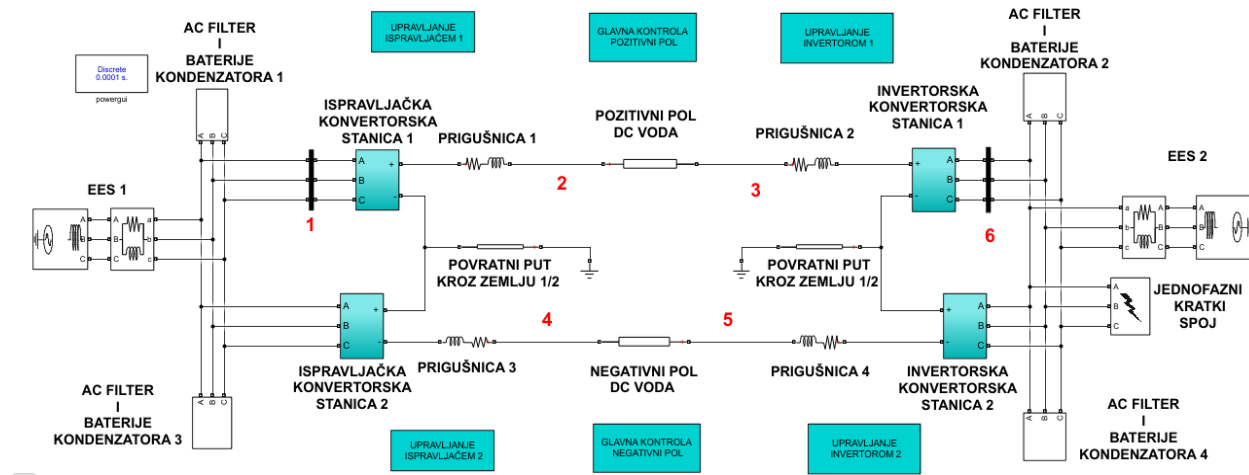 AC FILTER
I
BATERIJE
KONDENZATORA 1
UPRAVLJANJE
ISPRAVLJAČEM 1
GLAVNA KONTROLA
POZITIVNI POL
UPRAVLJANJE
INVERTOROM 1
AC FILTER
I
BATERIJE
KONDENZATORA 2
Discrete
0.0001 s.
powergui
A B C
ISPRAVLJAČKA
KONVERTORSKA
STANICA 1
PRIGUŠNICA 1
POZITIVNI POL
DC VODA
PRIGUŠNICA 2
INVERTORSKA
KONVERTORSKA
STANICA 1
A B C
A
B
C
+
-
+
-
A
B
C
1
2
3
6
EES 1
A
B
C
A
B
C
a
b
c
EES 2
a
b
c
A
B
C
A
B
C
POVRATNI PUT
KROZ ZEMLJU 1/2
POVRATNI PUT
KROZ ZEMLJU 1/2
A
B
C
+
-
4
5
+
-
A
B
C
A
B
C
JEDNOFAZNI
KRATKI
SPOJ
ISPRAVLJAČKA
KONVERTORSKA
STANICA 2
PRIGUŠNICA 3
NEGATIVNI POL
DC VODA
PRIGUŠNICA 4
INVERTORSKA
KONVERTORSKA
STANICA 2
AC FILTER
I
BATERIJE
KONDENZATORA 3
A B C
UPRAVLJANJE
ISPRAVLJAČEM 2
GLAVNA KONTROLA
NEGATIVNI POL
UPRAVLJANJE
INVERTOROM 2
A B C
AC FILTER
I
BATERIJE
KONDENZATORA 4